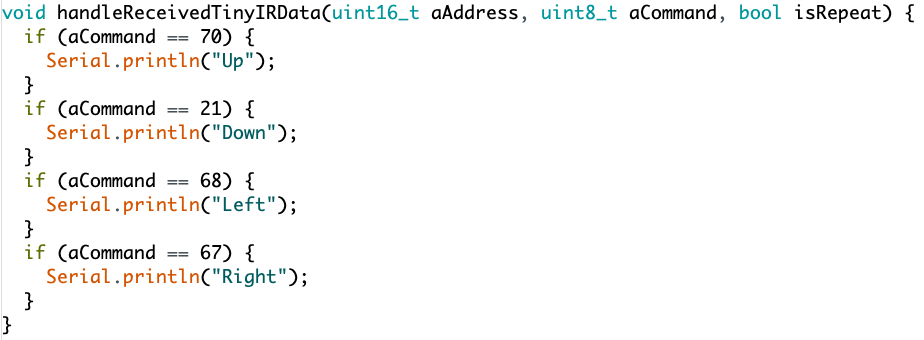 void handleReceivedTinyIRData(uint16_t aAddress, uint8_t aCommand, bool isRepeat) {
  if (aCommand == 70) {
    Serial.println("Up");
  }
  if (aCommand == 21) {
    Serial.println("Down");
  }
  if (aCommand == 68) {
    Serial.println("Left");
  }
  if (aCommand == 67) {
    Serial.println("Right");
  }
}